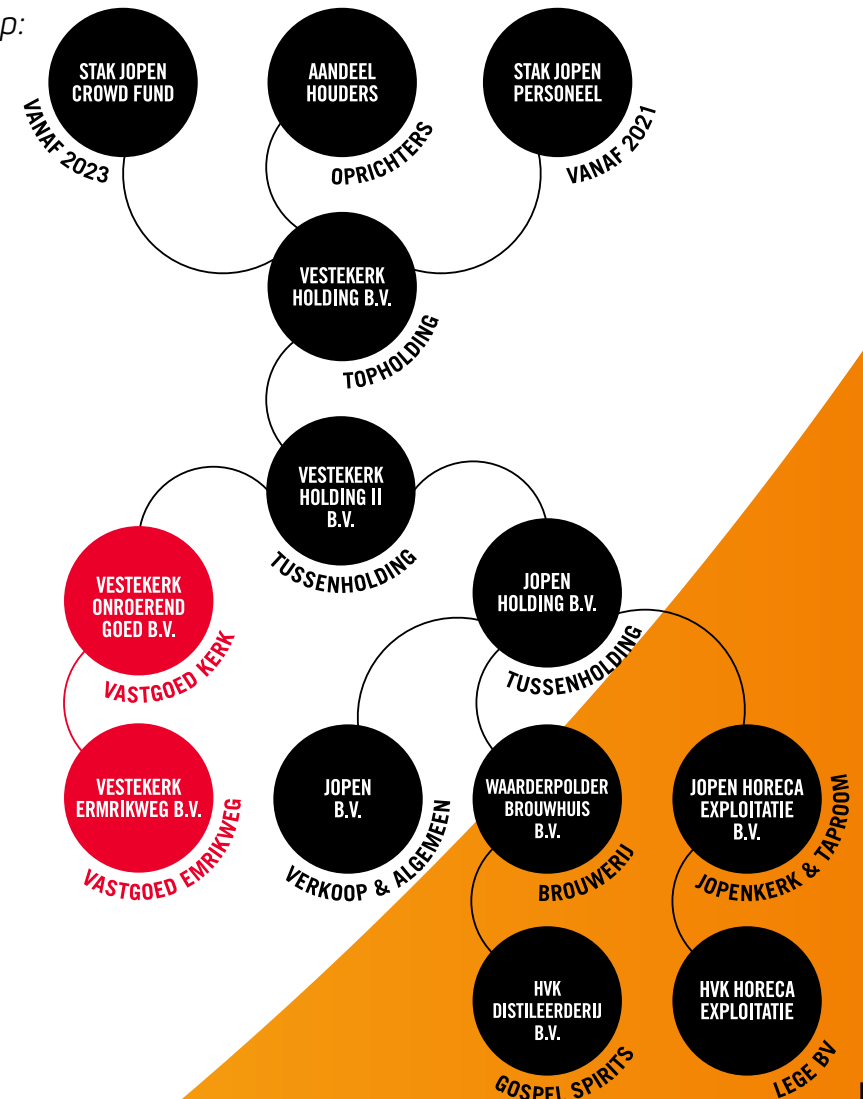 p:
STAK JOPEN
CROWD FUND
VANAF 2023
AANDEEL
HOUDERS
OPRICHTERS
STAK JOPEN
PERSONEEL
VANAF 2021
VESTEKERK
HOLDING B.V.
TOPHOLDING
VESTEKERK
HOLDING II
B.V.
TUSSENHOLDING
VESTEKERK
ONROEREND
GOED B.V.
VASTGOED KERK
JOPEN
HOLDING B.V.
TUSSENHOLDING
VESTEKERK
ERMRIKWEG B.V.
VASTGOED EMRIKWEG
JOPEN
B.V.
VERKOOP & ALGEMEEN
WAARDERPOLDER
BROUWHUIS
B.V.
BROUWERIJ
JOPEN HORECA
EXPLOITATIE
B.V.
JOPENKERK & TAPROOM
HVK
DISTILEERDERIJ
B.V.
GOSPEL SPIRITS
HVK HORECA
EXPLOITATIE
LEGE BV